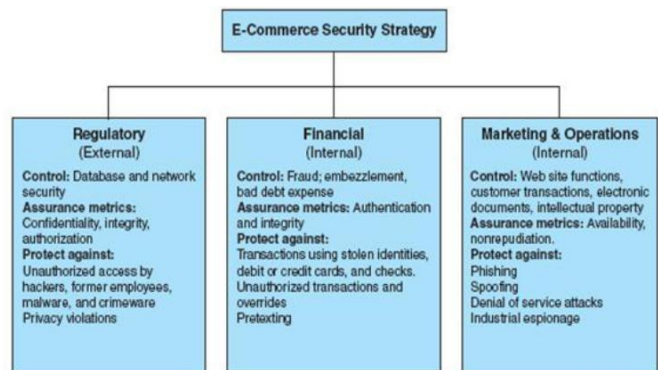 E-Commerce Security Strategy
Regulatory
(External)
Control: Database and network
security
Assurance metrics:
Confidentiality, integrity,
authorization
Protect against:
Unauthorized access by
hackers, former employees,
malware, and crimeware
Privacy violations
Financial
(Internal)
Control: Fraud; embezzlement,
bad debt expense
Assurance metrics: Authentication
and integrity
Protect against:
Transactions using stolen identities,
debit or credit cards, and checks.
Unauthorized transactions and
overrides
Pretexting
Marketing & Operations
(Internal)
Control: Web site functions,
customer transactions, electronic
documents, intellectual property
Assurance metrics: Availability,
nonrepudiation.
Protect against:
Phishing
Spoofing
Denial of service attacks
Industrial espionage